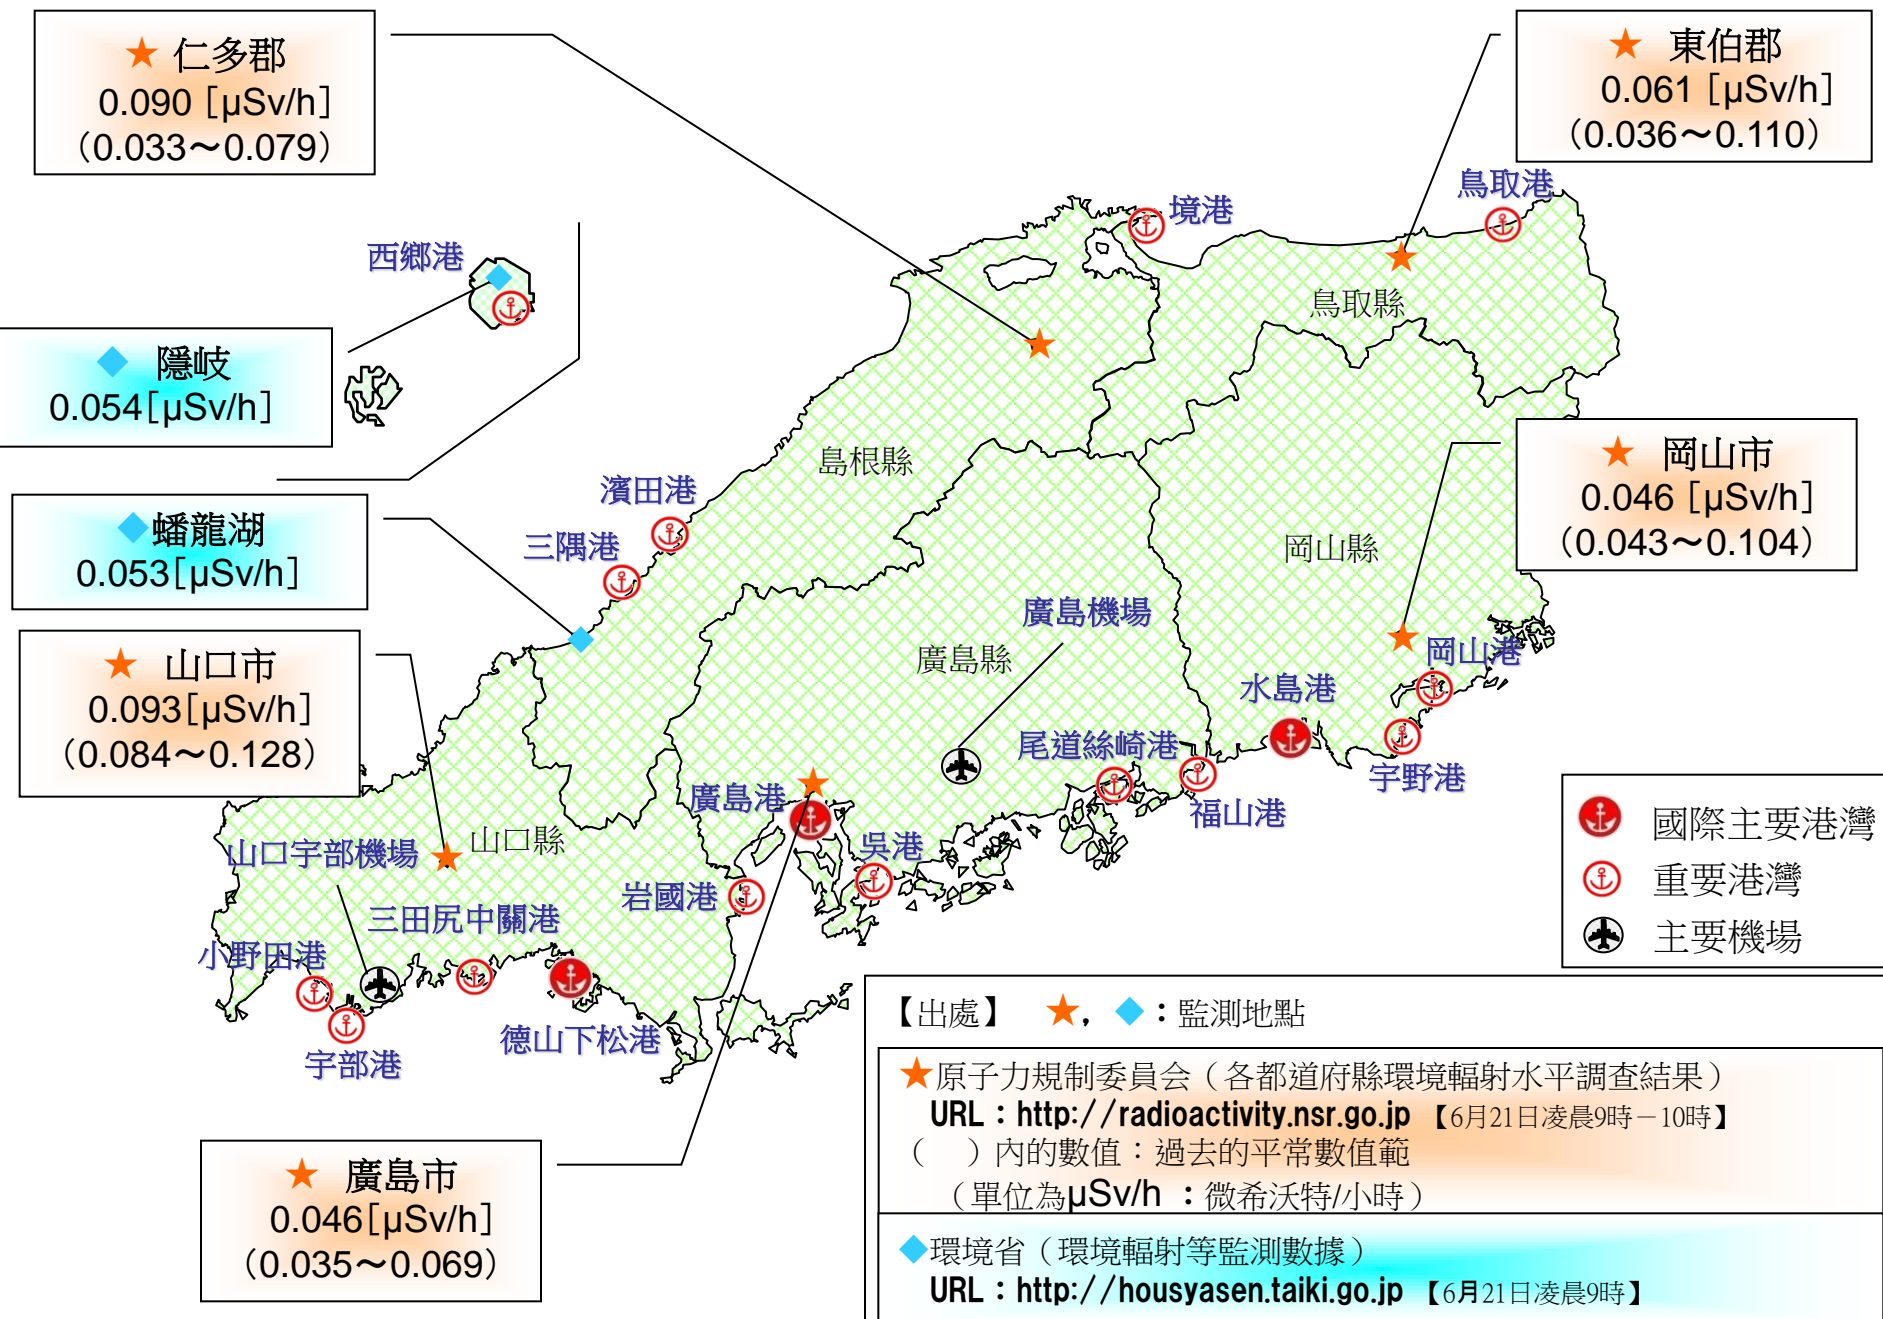 ★ 仁多郡
0.090 [μSv/h]
（0.033～0.079）
★ 東伯郡
0.061 [μSv/h]
（0.036～0.110）
鳥取港
境港
西鄉港
鳥取縣
◆ 隱岐
0.054[μSv/h]
島根縣
★ 岡山市
0.046 [μSv/h]
（0.043～0.104）
濱田港
三隅港
岡山縣
◆蟠龍湖
0.053[μSv/h]
廣島機場
廣島縣
岡山港
★ 山口市
0.093[μSv/h]
（0.084～0.128）
水島港
尾道絲崎港
宇野港
廣島港
福山港
山口縣
山口宇部機場
吳港
岩國港
三田尻中關港
小野田港
德山下松港
宇部港
國際主要港灣
重要港灣
主要機場
【出處】 ★，◆：監測地點
★原子力規制委員会（各都道府縣環境輻射水平調查結果）
URL：http://radioactivity.nsr.go.jp 【6月21日凌晨9時－10時】
（ ）內的數值：過去的平常數值範
（單位為μSv/h ：微希沃特/小時）
◆環境省（環境輻射等監測數據）
URL：http://housyasen.taiki.go.jp 【6月21日凌晨9時】
★ 廣島市
0.046[μSv/h]
（0.035～0.069）